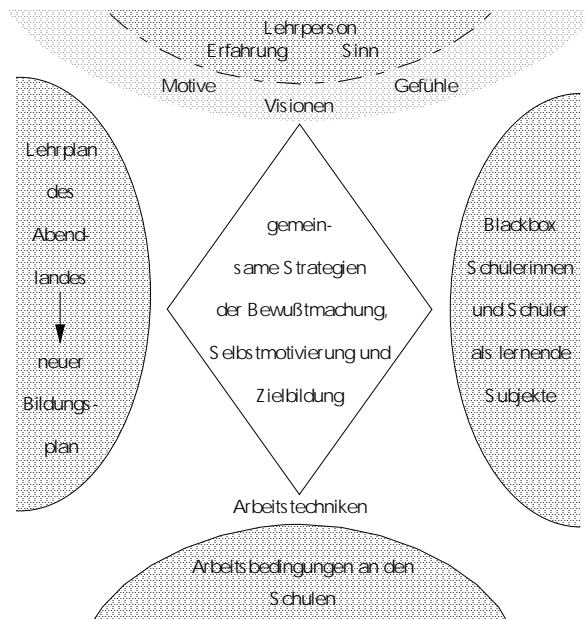 Lehrperson
Erfahrung Sinn
Motive Gefühle
Visionen
Lehrplan
des
Abend-
landes
neuer
Bildungs-
plan
gemein-
same Strategien
der Bewußtmachung,
Selbstmotivierung und
Zielbildung
Blackbox
Schülerinnen
und Schüler
als lernende
Subjekte
Arbeitstechniken
Arbeitsbedingungen an den
Schulen